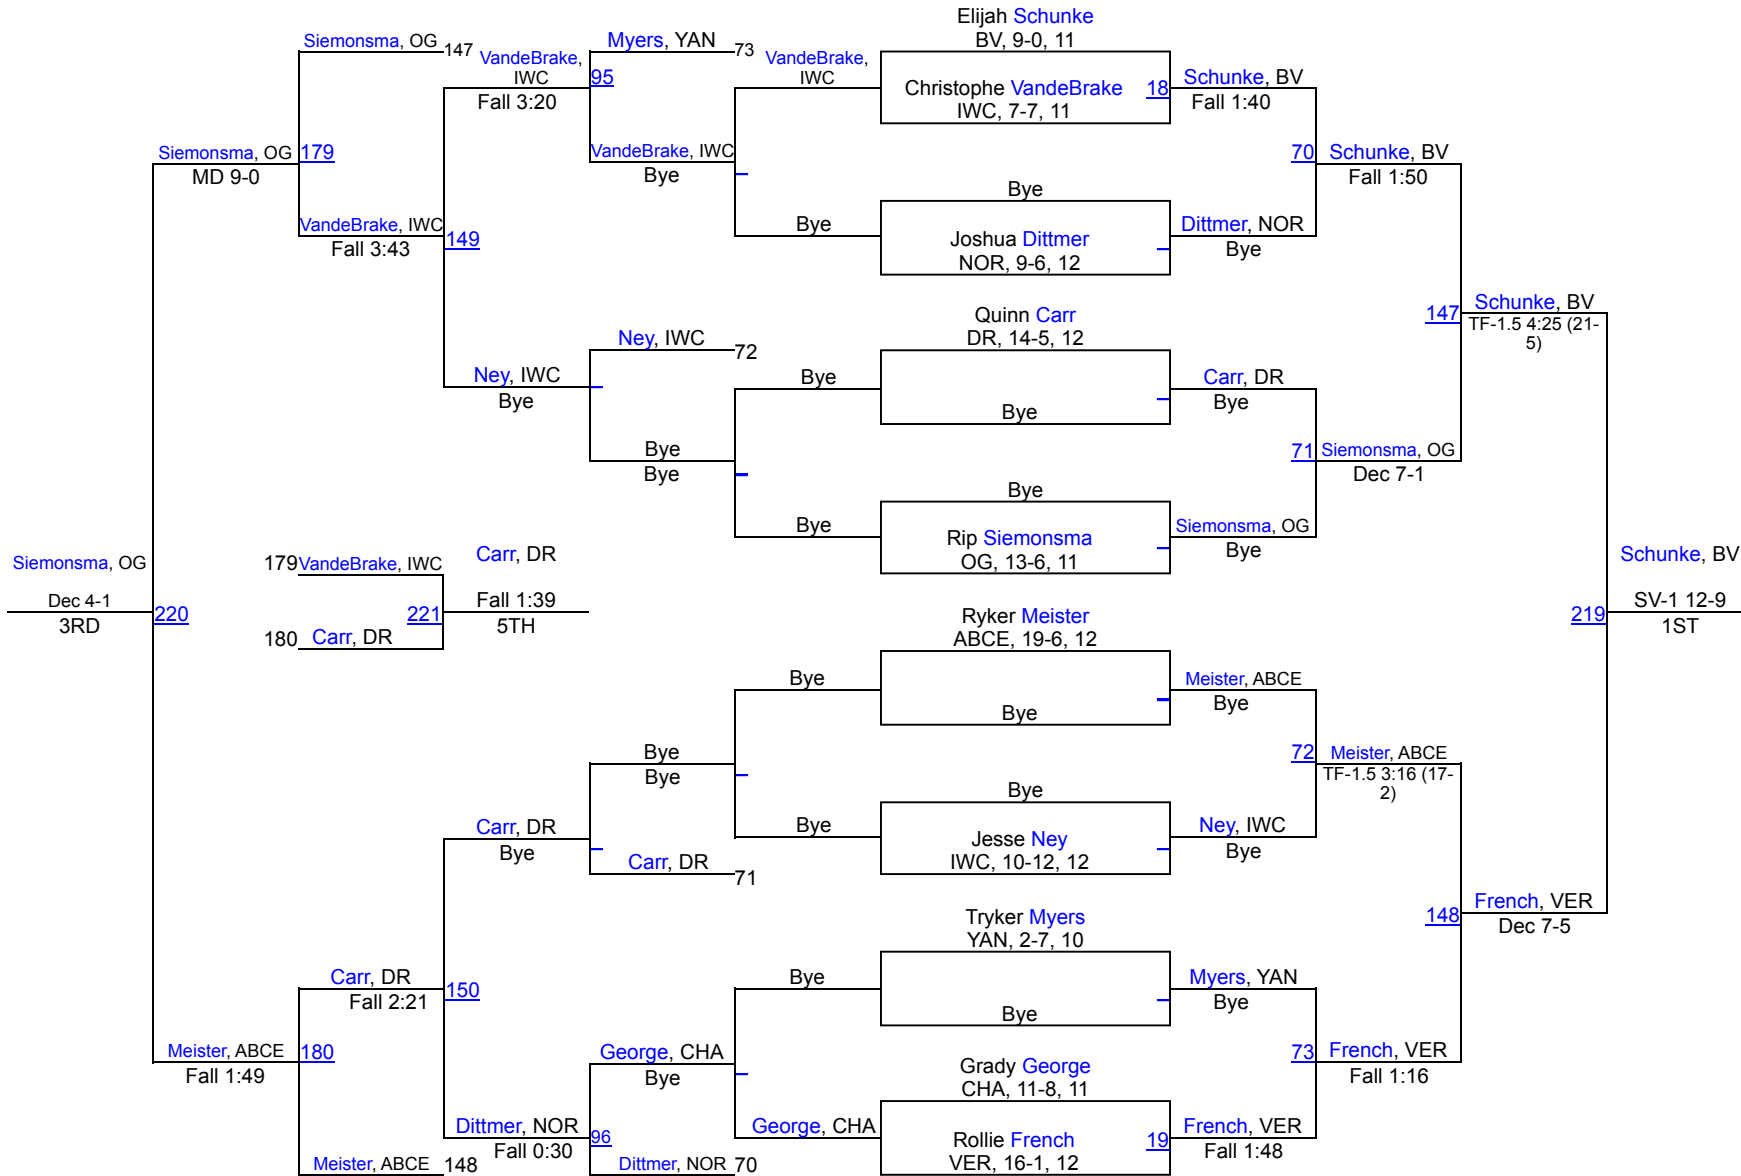 Elijah Schunke
BV, 9-0, 11
Siemonsma, OG 147
Myers, YAN 73
VandeBrake,
IWC
95
Fall 3:20
VandeBrake,
IWC
Christophe VandeBrake 18
IWC, 7-7, 11
Schunke, BV
Fall 1:40
Siemonsma, OG 179
MD 9-0
VandeBrake, IWC
Bye
70 Schunke, BV
Fall 1:50
Bye
VandeBrake, IWC 149
Fall 3:43
Bye
Joshua Dittmer
NOR, 9-6, 12
Dittmer, NOR
Bye
Quinn Carr
DR, 14-5, 12
147 Schunke, BV
TF-1.5 4:25 (21-
5)
Ney, IWC 72
Ney, IWC
Bye
Bye
Carr, DR
Bye
Bye
Bye
Bye
71 Siemonsma, OG
Dec 7-1
Bye
Bye
Rip Siemonsma
OG, 13-6, 11
Siemonsma, OG
Bye
Siemonsma, OG
Dec 4-1
3RD
220
179 VandeBrake, IWC
221
180 Carr, DR
Carr, DR
Fall 1:39
5TH
Schunke, BV
219
SV-1 12-9
1ST
Ryker Meister
ABCE, 19-6, 12
Bye
Meister, ABCE
Bye
Bye
Bye
Bye
72 Meister, ABCE
TF-1.5 3:16 (17-
2)
Bye
Carr, DR
Bye
Bye
Jesse Ney
IWC, 10-12, 12
Ney, IWC
Bye
Carr, DR 71
Tryker Myers
YAN, 2-7, 10
148 French, VER
Dec 7-5
Carr, DR 150
Fall 2:21
Bye
Myers, YAN
Bye
Bye
Meister, ABCE 180
Fall 1:49
George, CHA
Bye
Grady George
CHA, 11-8, 11
73 French, VER
Fall 1:16
Dittmer, NOR 96
Fall 0:30
George, CHA
Rollie French 19
VER, 16-1, 12
French, VER
Fall 1:48
Meister, ABCE 148
Dittmer, NOR 70